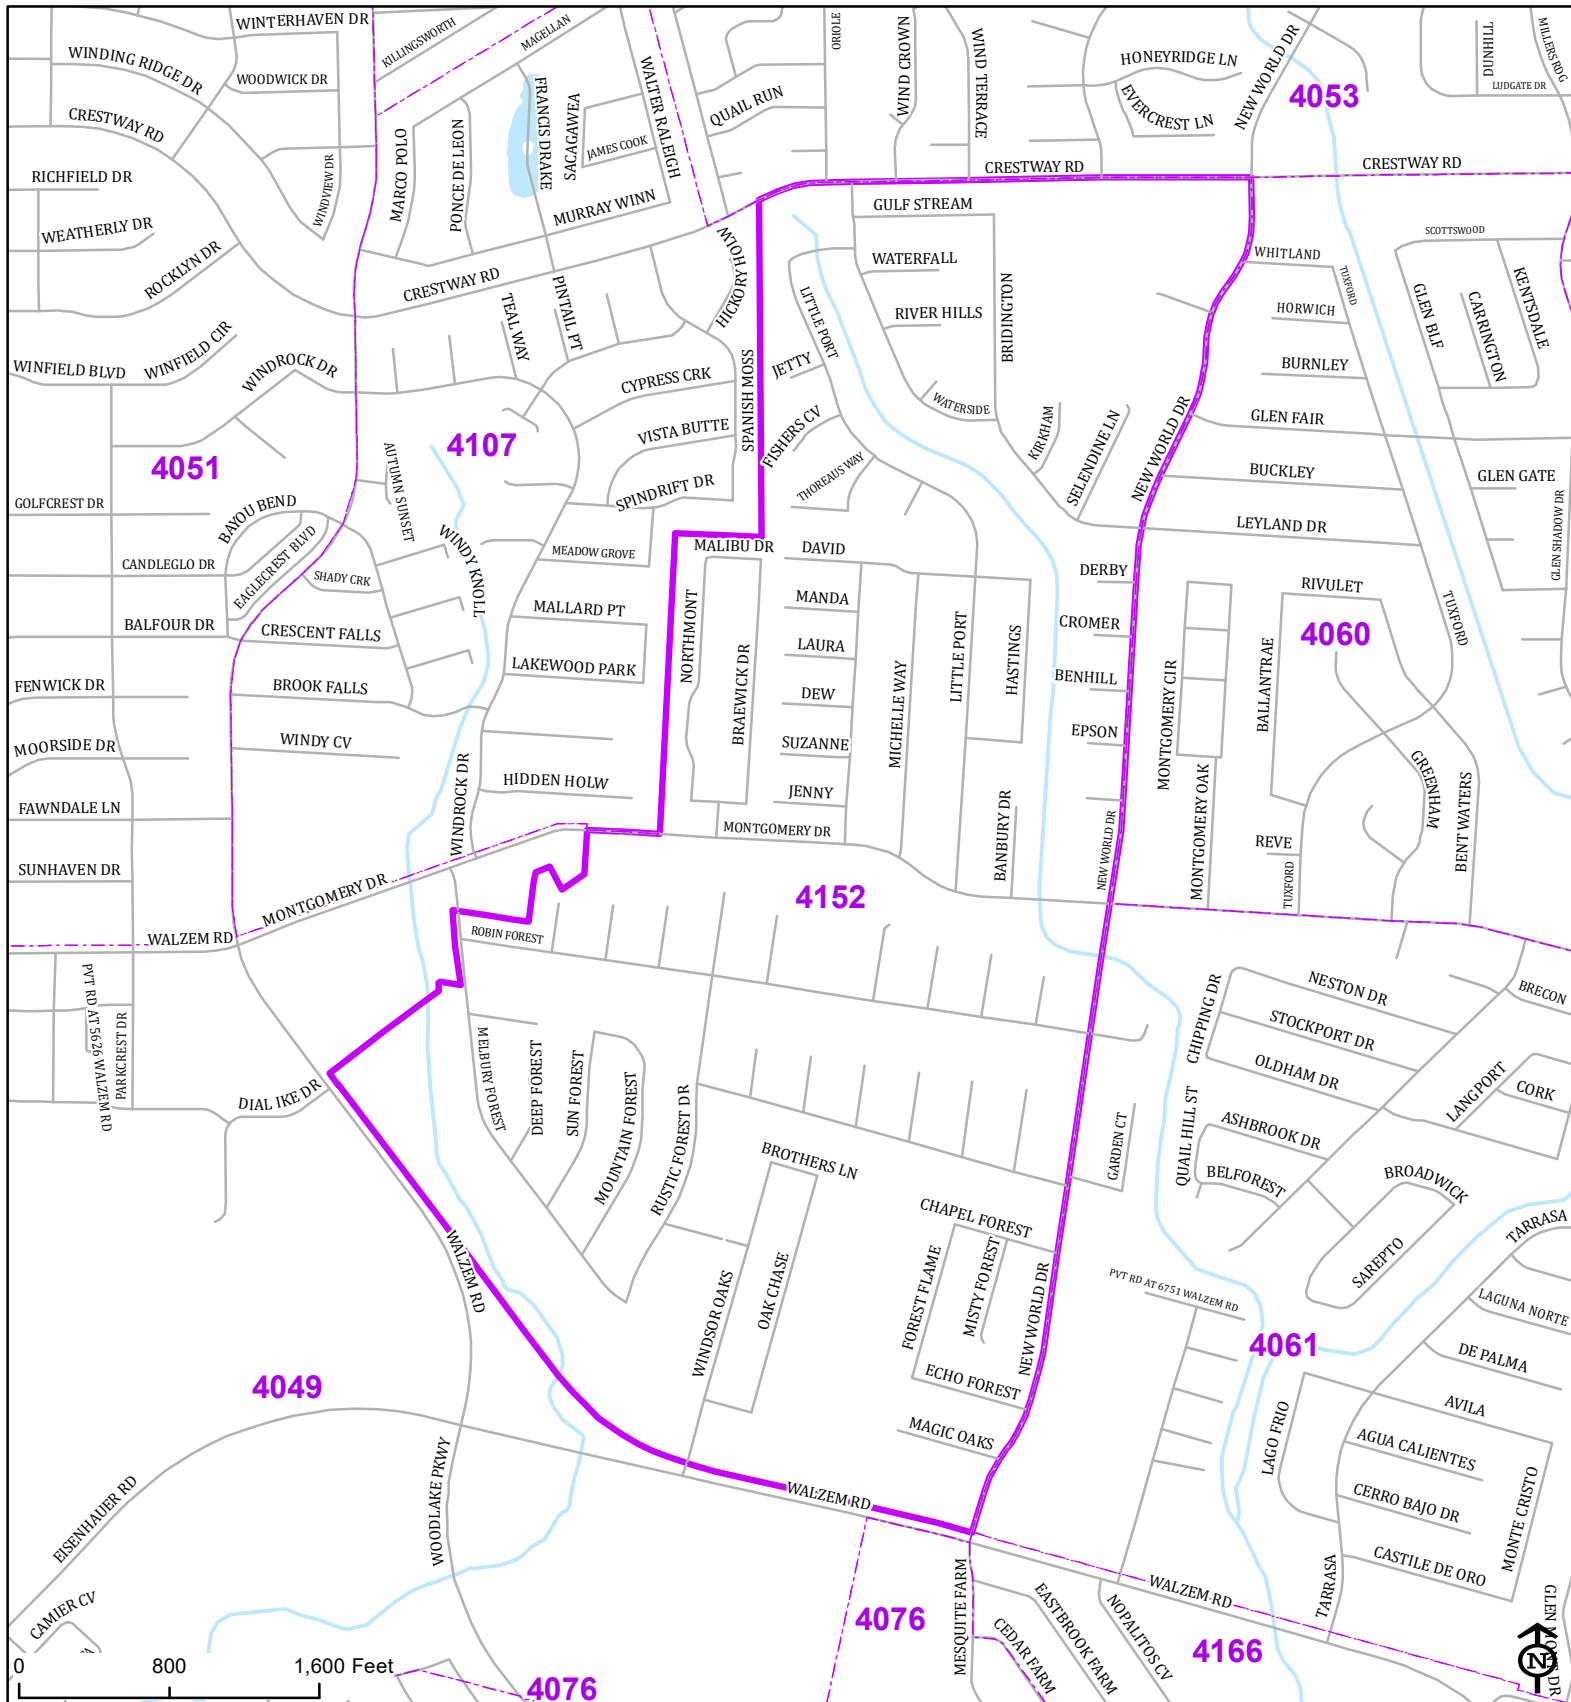 WINTERHAVEN DR
KILLINGSWORTH
MAGELLAN
ORIOLE
WIND CROWN
WIND TERRACE
HONEYRIDGE LN
NEW WORLD DR
DUNHILL
MILLERS RDG
WINDING RIDGE DR
WOODWICK DR
WALTER RALEIGH
LUDGATE DR
4053
FRANCIS DRAKE
SACAGAWEA
QUAIL RUN
EVERCREST LN
CRESTWAY RD
MARCO POLO
PONCE DE LEON
JAMES COOK
CRESTWAY RD
CRESTWAY RD
RICHFIELD DR
WINDVIEW DR
MURRAY WINN
GULF STREAM
WEATHERLY DR
HICKORY HOLW
SCOTTSWOOD
ROCKLYN DR
CRESTWAY RD
WATERFALL
WHITLAND
TUXFORD
KENTSDALE
PINTAIL PT
TEAL WAY
LITTLE PORT
RIVER HILLS
BRIDINGTON
HORWICH
GLEN BLF
CARRINGTON
WINFIELD BLVD
WINFIELD CIR
WINDROCK DR
CYPRESS CRK
SPANISH MOSS
JETTY
BURNLEY
WATERSIDE
4051
4107
VISTA BUTTE
FISHERS CV
KIRKHAM
SELENDINE LN
NEW WORLD DR
GLEN FAIR
AUTUMN SUNSET
THOREAUS WAY
BUCKLEY
GLEN GATE
GOLFCREST DR
BAYOU BEND
SPINDRIFT DR
LEYLAND DR
GLEN SHADOW DR
EAGLECREST BLVD
WINDY KNOLL
MEADOW GROVE
MALIBU DR
DAVID
CANDLEGLO DR
SHADY CRK
DERBY
RIVULET
MALLARD PT
MANDA
BALFOUR DR
CRESCENT FALLS
NORTHMONT
LAURA
LITTLE PORT
HASTINGS
CROMER
4060
TUXFORD
LAKEWOOD PARK
FENWICK DR
BROOK FALLS
BRAEWICK DR
DEW
MICHELLE WAY
BENHILL
MONTGOMERY CIR
BALLANTRAE
MOORSIDE DR
WINDY CV
SUZANNE
EPSON
GREENHAM
HIDDEN HOLW
JENNY
BENTWATERS
FAWNDALE LN
WINDROCK DR
MONTGOMERY DR
BANBURY DR
NEW WORLD DR
MONTGOMERY OAK
REVE
SUNHAVEN DR
MONTGOMERY DR
4152
TUXFORD
WALZEM RD
ROBIN FOREST
PVT RD AT 5626 WALZEM RD
PARKCREST DR
CHIPPING DR
NESTON DR
BRECON
STOCKPORT DR
OLDHAM DR
MELBURY FOREST
DEEP FOREST
SUN FOREST
MOUNTAIN FOREST
RUSTIC FOREST DR
LANGPORT
CORK
DIAL IKE DR
GARDEN CT
QUAIL HILL ST
ASHBROOK DR
BROTHERS LN
BELFOREST
BROADWICK
CHAPEL FOREST
TARRASA
WALZEM RD
OAK CHASE
WINDSOR OAKS
FOREST FLAME
MISTY FOREST
NEW WORLD DR
SAREPTO
PVT RD AT 6751 WALZEM RD
LAGUNA NORTE
4061
DE PALMA
4049
ECHO FOREST
AVILA
MAGIC OAKS
LAGO FRIO
AGUA CALIENTES
WOODLAKE PKWY
WALZEM RD
CERRO BAJO DR
MONTE CRISTO
EISENHAUER RD
CASTILE DE ORO
CAMIER CV
MESQUITE FARM
WALZEM RD
TARRASA
4076
CEDAR FARM
EASTBROOK FARM
NOPALITOS CV
4166
GLEN MONT DR
N
0 800 1,600 Feet
4076